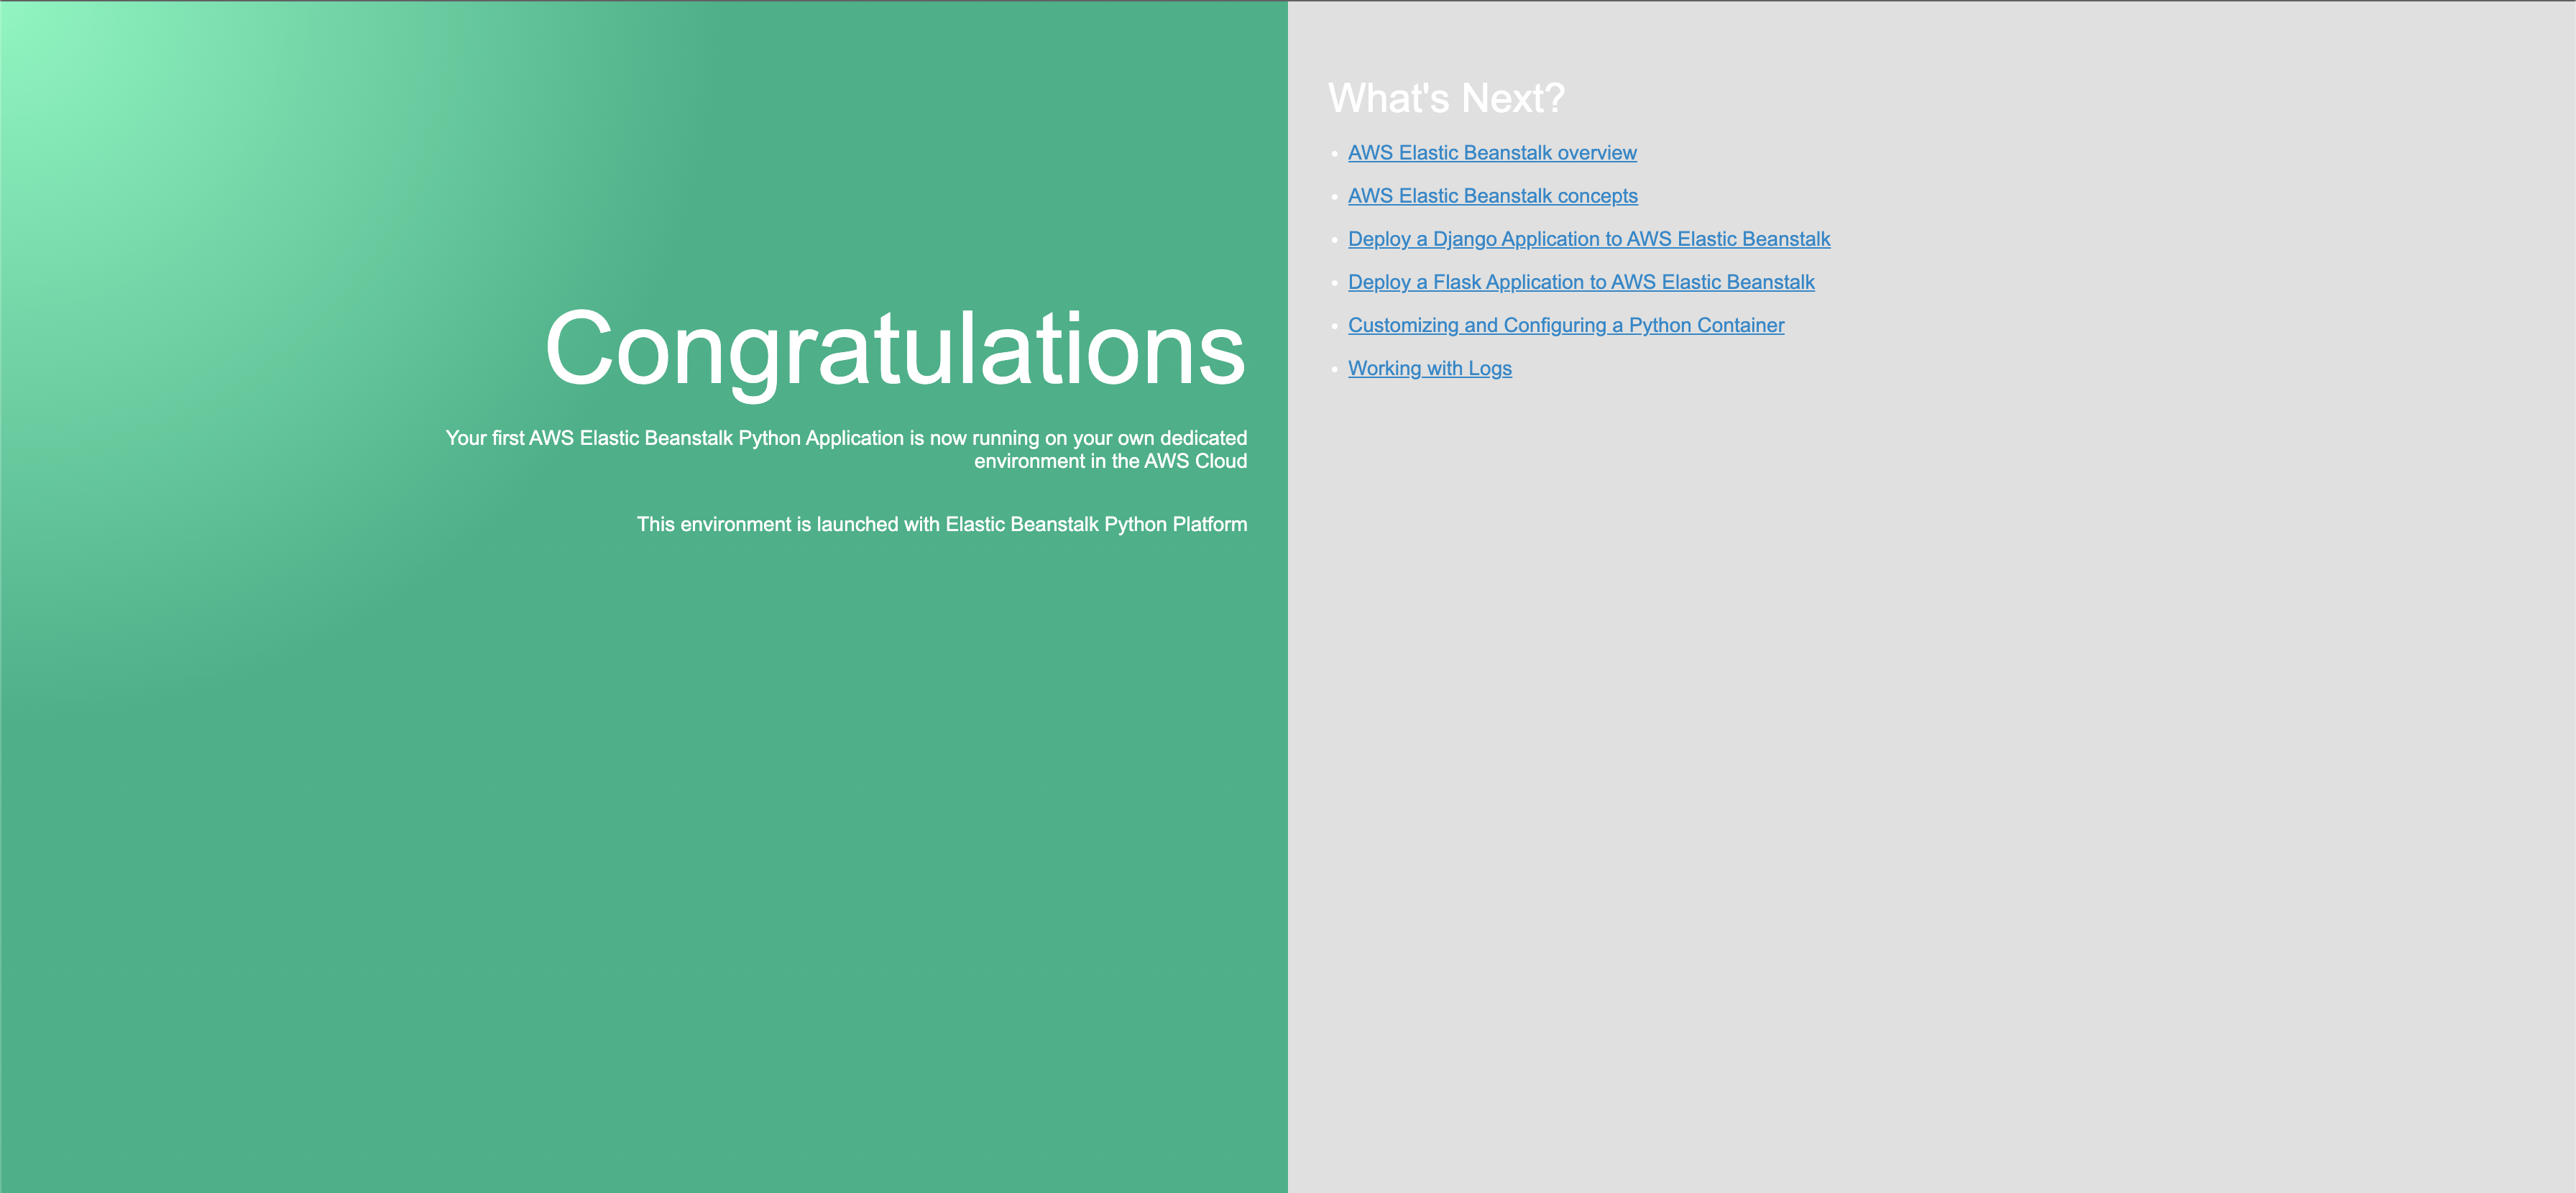 Congratulations
Your first AWS Elastic Beanstalk Python Application is now running on your own dedicated
environment in the AWS Cloud
This environment is launched with Elastic Beanstalk Python Platform
What's Next?
AWS Elastic Beanstalk overview
AWS Elastic Beanstalk concepts
Deploy a Django Application to AWS Elastic Beanstalk
Deploy a Flask Application to AWS Elastic Beanstalk
Customizing and Configuring a Python Container
Working with Logs